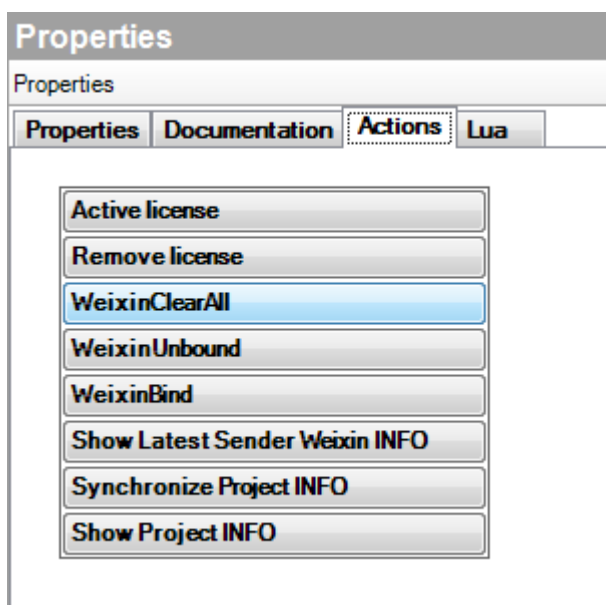 Properties
Properties
Properties Documentation Actions Lua
Active license
Remove license
WeixinClearAll
WeixinUnbound
WeixinBind
Show Latest Sender Weixin INFO
Synchronize Project INFO
Show Project INFO